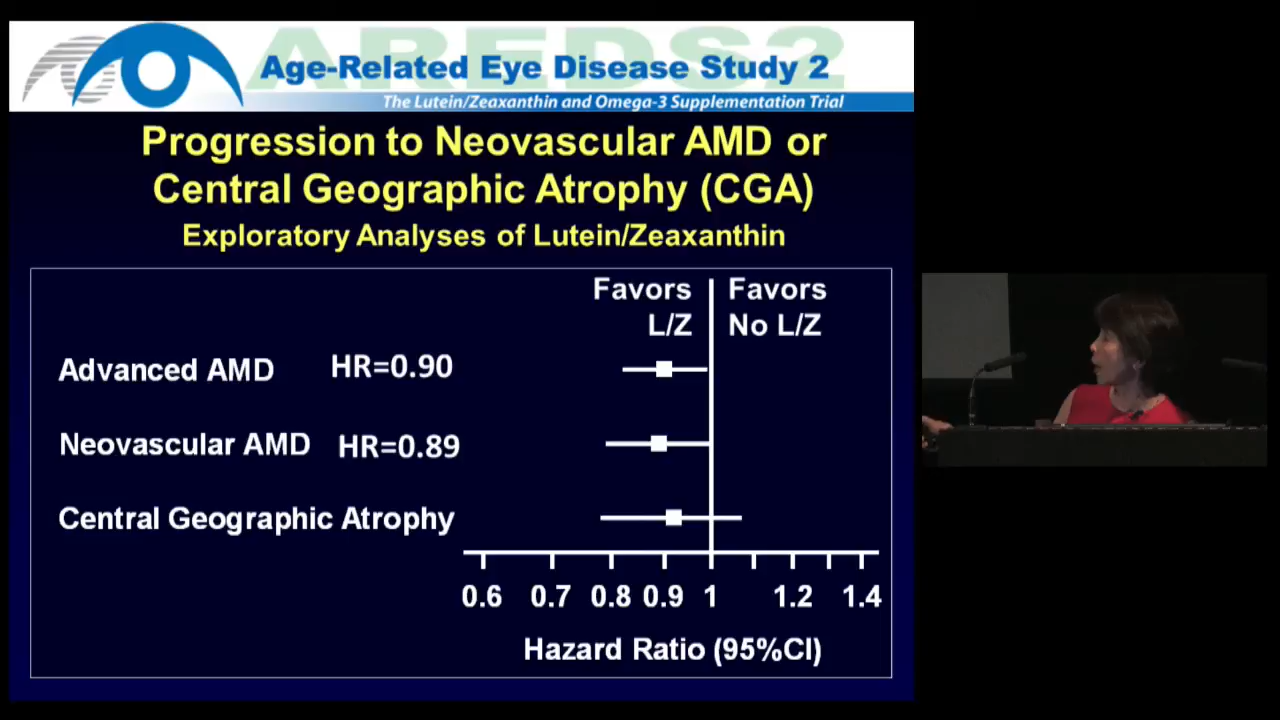 AREDS2
Age-Related Eye Disease Study 2
The Lutein/Zeaxanthin and Omega-3 Supplementation Trial
Progression to Neovascular AMD or
Central Geographic Atrophy (CGA)
Exploratory Analyses of Lutein/Zeaxanthin
Favors Favors
L/Z No L/Z
Advanced AMD HR=0.90
Neovascular AMD HR=0.89
Central Geographic Atrophy
0.6 0.7 0.8 0.9 1 1.2 1.4
Hazard Ratio (95%CI)